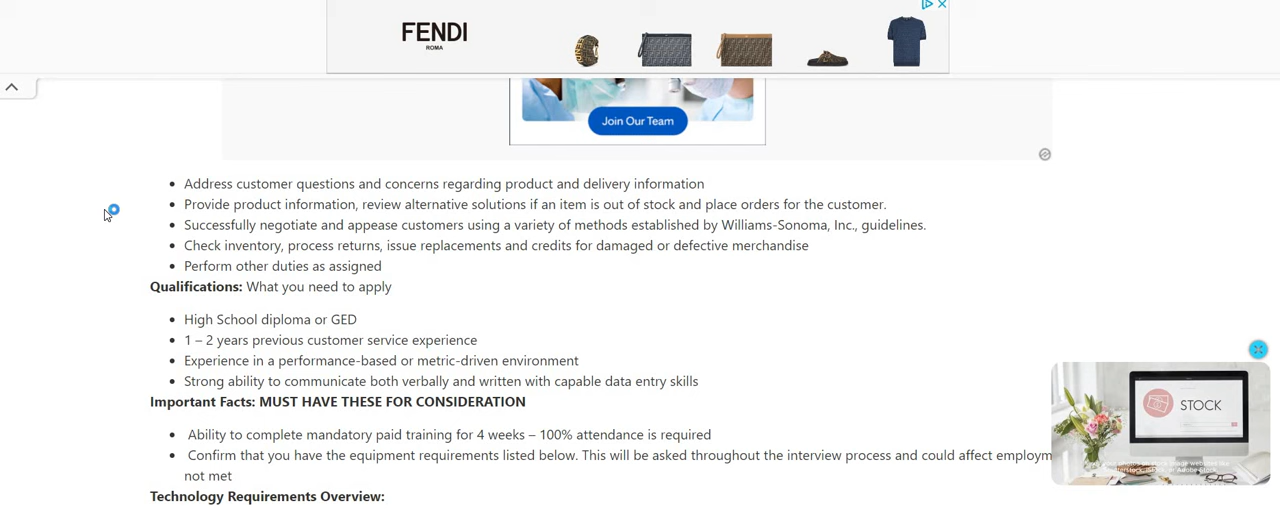 FENDI
ROMA
Join Our Team
Address customer questions and concerns regarding product and delivery information
Provide product information, review alternative solutions if an item is out of stock and place orders for the customer.
Successfully negotiate and appease customers using a variety of methods established by Williams-Sonoma, Inc., guidelines.
Check inventory, process returns, issue replacements and credits for damaged or defective merchandise
Perform other duties as assigned
Qualifications: What you need to apply
High School diploma or GED
1 – 2 years previous customer service experience
Experience in a performance-based or metric-driven environment
Strong ability to communicate both verbally and written with capable data entry skills
Important Facts: MUST HAVE THESE FOR CONSIDERATION
Ability to complete mandatory paid training for 4 weeks – 100% attendance is required
Confirm that you have the equipment requirements listed below. This will be asked throughout the interview process and could affect employm
not met
STOCK
Technology Requirements Overview: